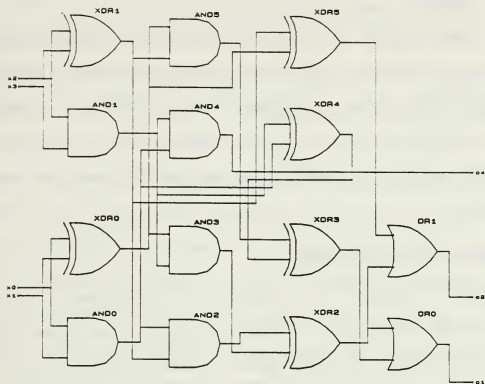 XOR1 AND5 XOR5
x2
x3
AND1 AND4 XOR4
o4
XOR0 AND3 XOR3 OR1
x0
x1
o2
AND0 AND2 XOR2 OR0
o1